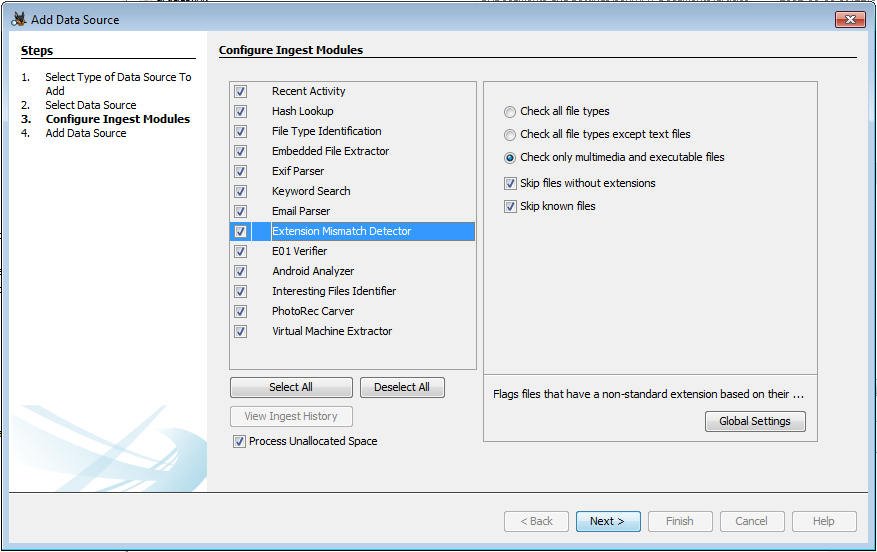 Add Data Source
Steps
1. Select Type of Data Source To
Add
2. Select Data Source
3. Configure Ingest Modules
4. Add Data Source
Configure Ingest Modules
Recent Activity
Hash Lookup
File Type Identification
Embedded File Extractor
Exif Parser
Keyword Search
Email Parser
Extension Mismatch Detector
E01 Verifier
Android Analyzer
Interesting Files Identifier
PhotoRec Carver
Virtual Machine Extractor
Select All
Deselect All
View Ingest History
Process Unallocated Space
Check all file types
Check all file types except text files
Check only multimedia and executable files
Skip files without extensions
Skip known files
Flags files that have a non-standard extension based on their ...
Global Settings
< Back
Next >
Finish
Cancel
Help